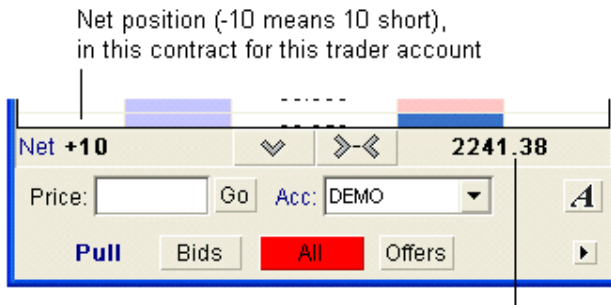 Net position (-10 means 10 short),
in this contract for this trader account
Net +10 2241.38
Price: Go Acc: DEMO A
Pull Bids All Offers